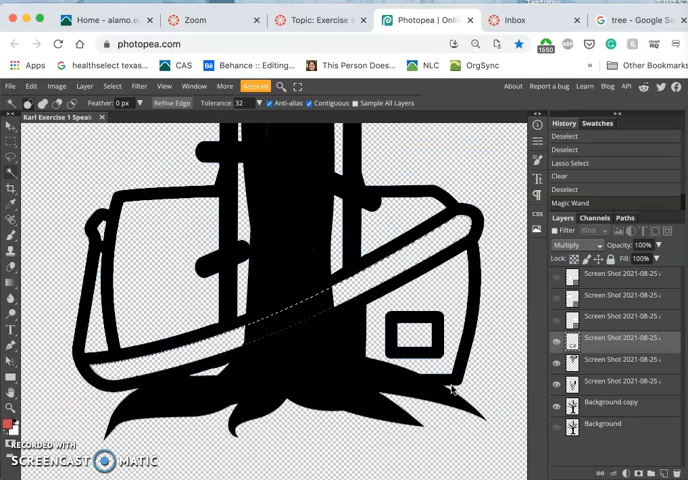 Textures
Home - alamo.edu
Zoom
Topic: Exercise #
Photopea | Onli
Inbox
tree - Google Se
photopea.com
1550
Apps
healthselect texas
CAS
Behance :: Editing...
This Person Does...
NLC
OrgSync
Other Bookmarks
File Edit Image Layer Select Filter View Window More Account
About Report a bug Learn Blog API
Feather: 0 px Refine Edge Tolerance: 32 Anti-alias Contiguous Sample All Layers
Karl Exercise 1 Speak
History Swatches
Deselect
Deselect
Lasso Select
Clear
Deselect
Magic Wand
CSS
Layers Channels Paths
Filter Kind
Multiply Opacity: 100%
Lock: Fill: 100%
Screen Shot 2021-08-25
Screen Shot 2021-08-25
Screen Shot 2021-08-25
Screen Shot 2021-08-25
Screen Shot 2021-08-25
Screen Shot 2021-08-25
Background copy
Background
RECORDED WITH
SCREENCAST MATIC